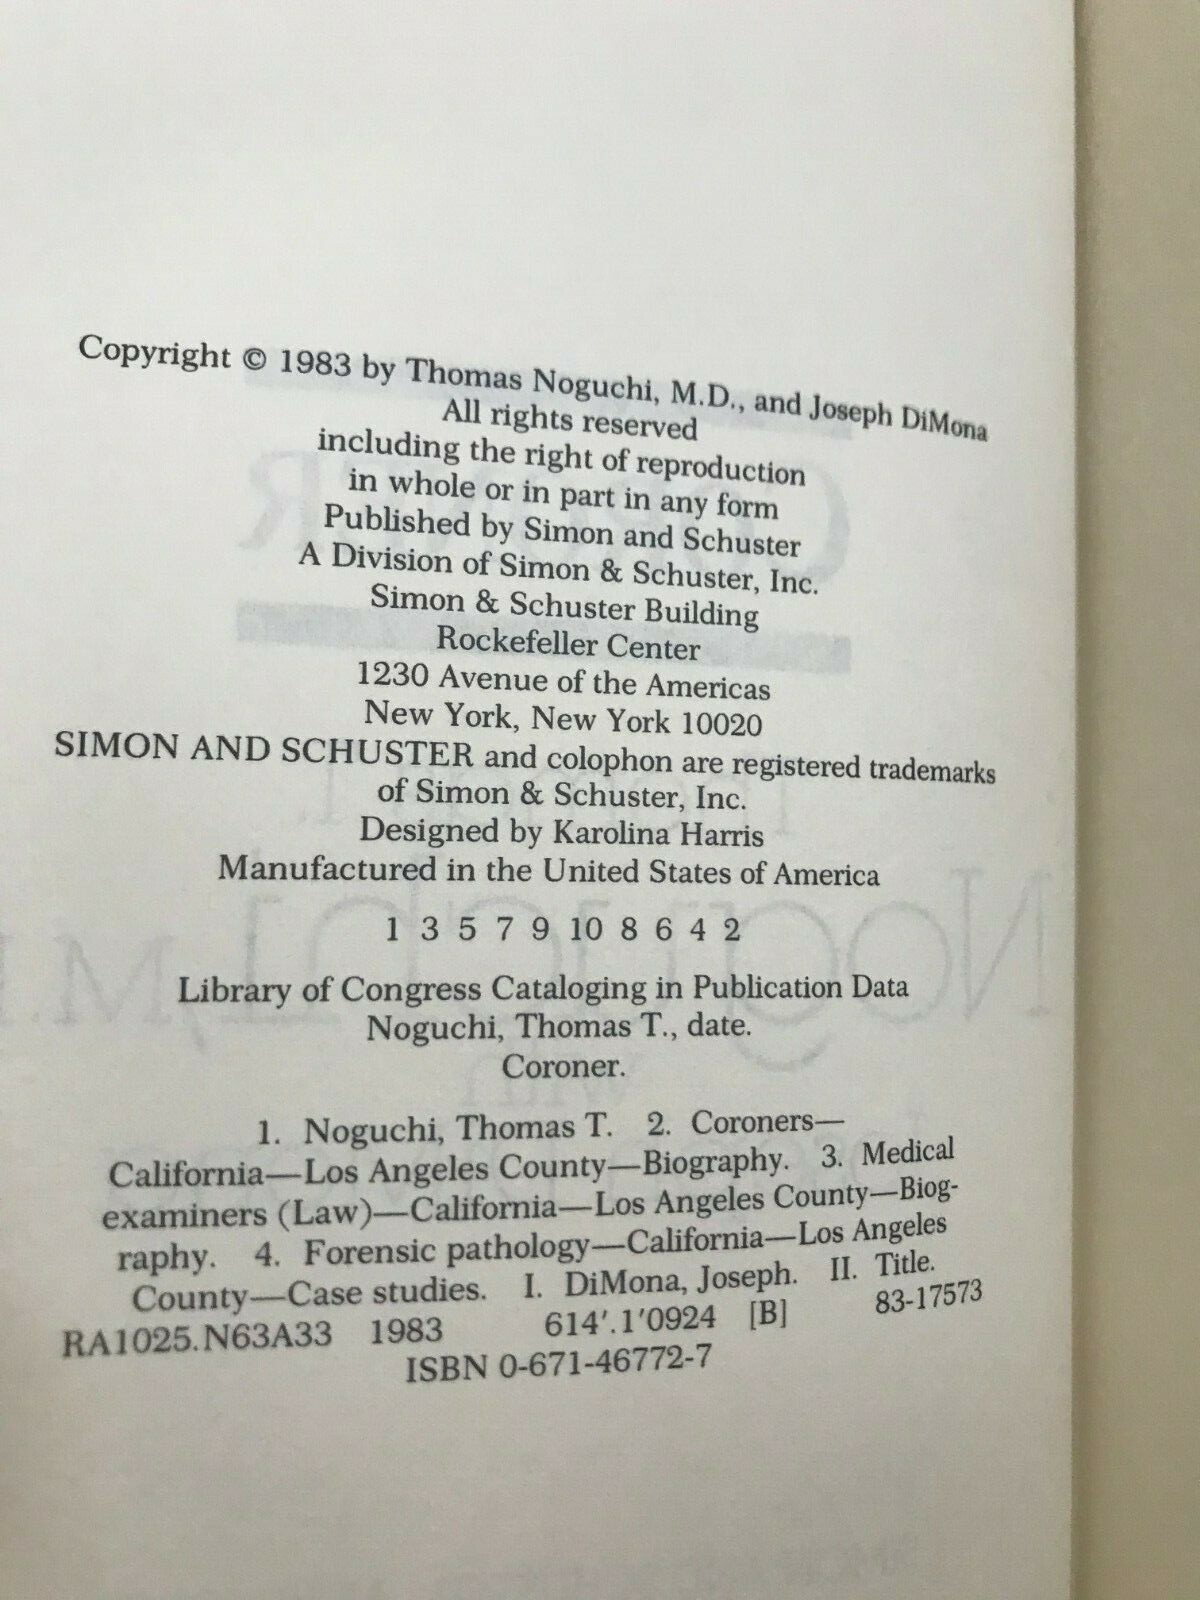 Copyright © 1983 by Thomas Noguchi, M.D., and Joseph DiMona
All rights reserved
including the right of reproduction
in whole or in part in any form
Published by Simon and Schuster
A Division of Simon & Schuster, Inc.
Simon & Schuster Building
Rockefeller Center
1230 Avenue of the Americas
New York, New York 10020
SIMON AND SCHUSTER and colophon are registered trademarks
of Simon & Schuster, Inc.
Designed by Karolina Harris
Manufactured in the United States of America
1 3 5 7 9 10 8 6 4 2
Library of Congress Cataloging in Publication Data
Noguchi, Thomas T., date.
Coroner.
1. Noguchi, Thomas T. 2. Coroners—
California—Los Angeles County—Biography. 3. Medical
examiners (Law)—California—Los Angeles County—Biog-
raphy. 4. Forensic pathology—California—Los Angeles
County—Case studies. I. DiMona, Joseph. II. Title.
RA1025.N63A33 1983 614'.1'0924 [B] 83-17573
ISBN 0-671-46772-7